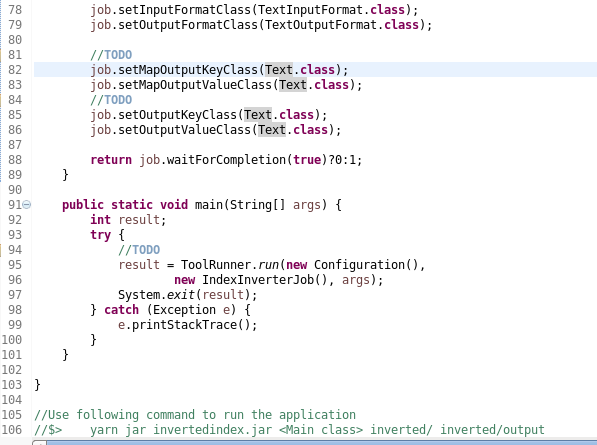 78 job.setInputFormatClass(TextInputFormat.class);
79 job.setOutputFormatClass(TextOutputFormat.class);
80
81 //TODO
82 job.setMapOutputKeyClass(Text.class);
83 job.setMapOutputValueClass(Text.class);
84 //TODO
85 job.setOutputKeyClass(Text.class);
86 job.setOutputValueClass(Text.class);
87
88 return job.waitForCompletion(true)?0:1;
89 }
90
91 public static void main(String[] args) {
92 int result;
93 try {
94 //TODO
95 result = ToolRunner.run(new Configuration(),
96 new IndexInverterJob(), args);
97 System.exit(result);
98 } catch (Exception e) {
99 e.printStackTrace();
100 }
101 }
102
103 }
104
105 //Use following command to run the application
106 //$> yarn jar invertedindex.jar <Main class> inverted/ inverted/output